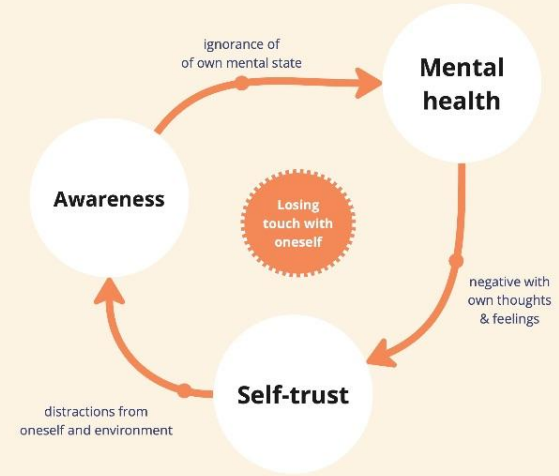 ignorance of
of own mental state
Mental
health
Awareness
Losing
touch with
oneself
negative with
own thoughts
& feelings
Self-trust
distractions from
oneself and environment